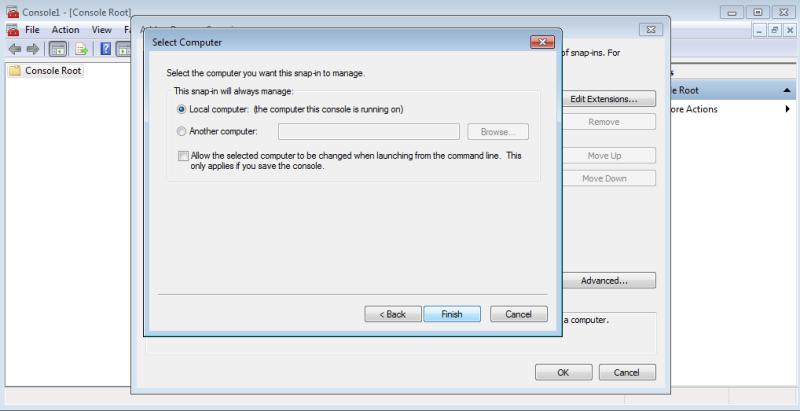 Console1 - [Console Root]
File Action View
Select Computer
Select the computer you want this snap-in to manage.
This snap-in will always manage:
Local computer: (the computer this console is running on)
Another computer:
Browse...
Allow the selected computer to be changed when launching from the command line. This
only applies if you save the console.
< Back
Finish
Cancel
Console Root
of snap-ins. For
Edit Extensions...
Remove
Move Up
Move Down
Advanced...
a computer.
OK
Cancel
e Root
ore Actions